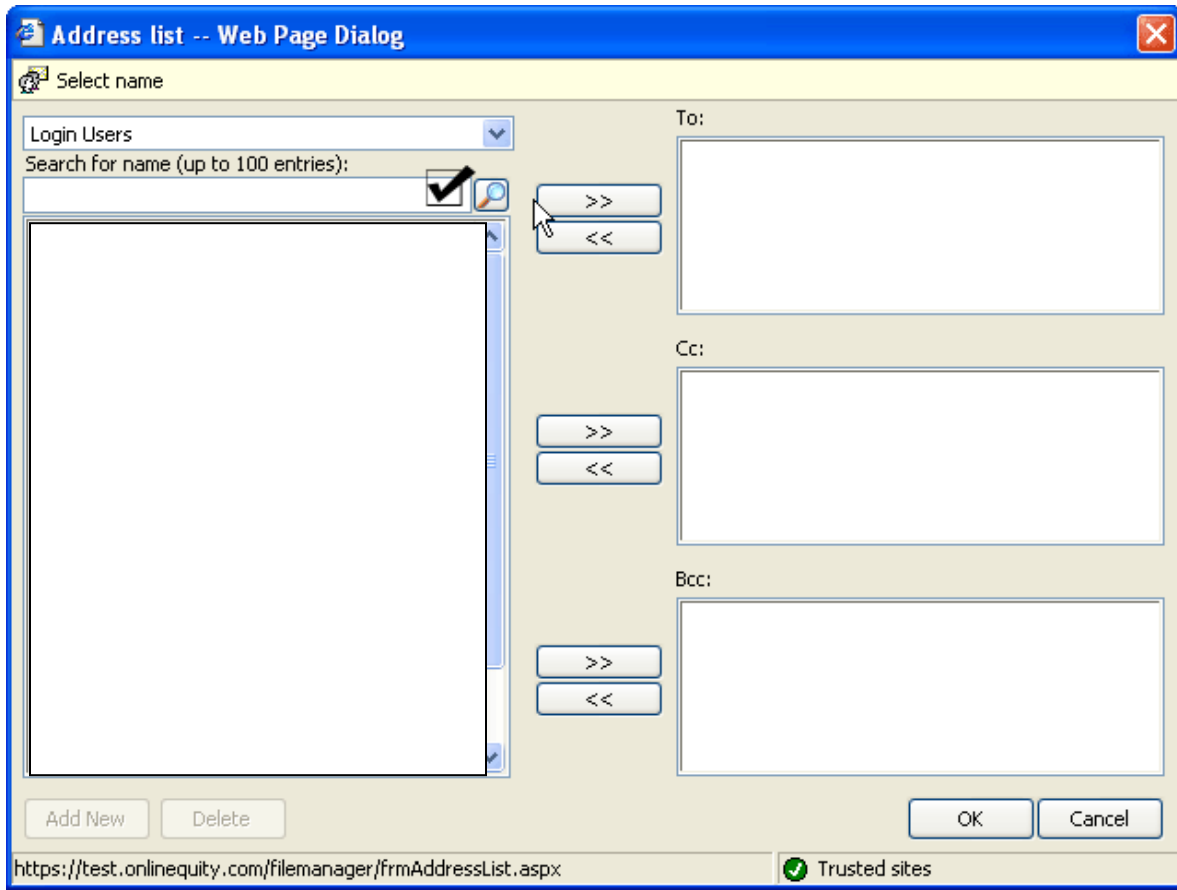 Address list -- Web Page Dialog
Select name
Login Users
Search for name (up to 100 entries):
To:
>>
<<
Cc:
>>
<<
Bcc:
>>
<<
Add New
Delete
OK
Cancel
https://test.onlinequity.com/filemanager/frmAddressList.aspx
Trusted sites